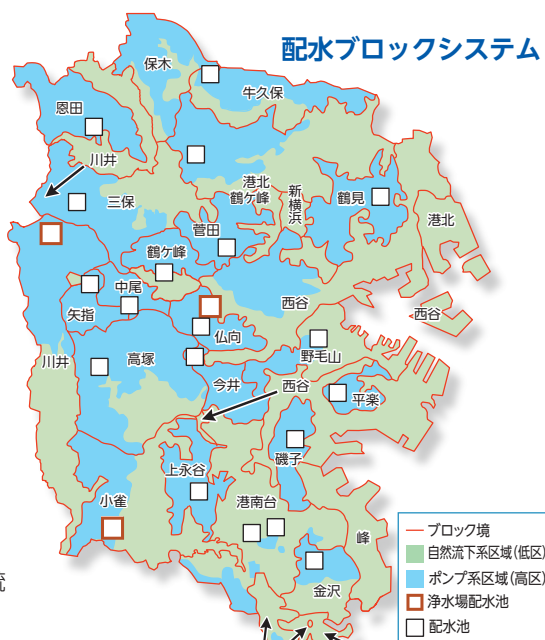 配水ブロックシステム
保木
牛久保
恩田
川井
三保
港北
鶴ケ峰
新横浜
鶴見
港北
菅田
鶴ケ峰
中尾
矢指
西谷
西谷
仏向
野毛山
川井
高塚
今井
西谷
平楽
磯子
上永谷
小雀
港南台
峰
金沢
ブロック境
自然流下系区域(低区)
ポンプ系区域(高区)
浄水場配水池
配水池